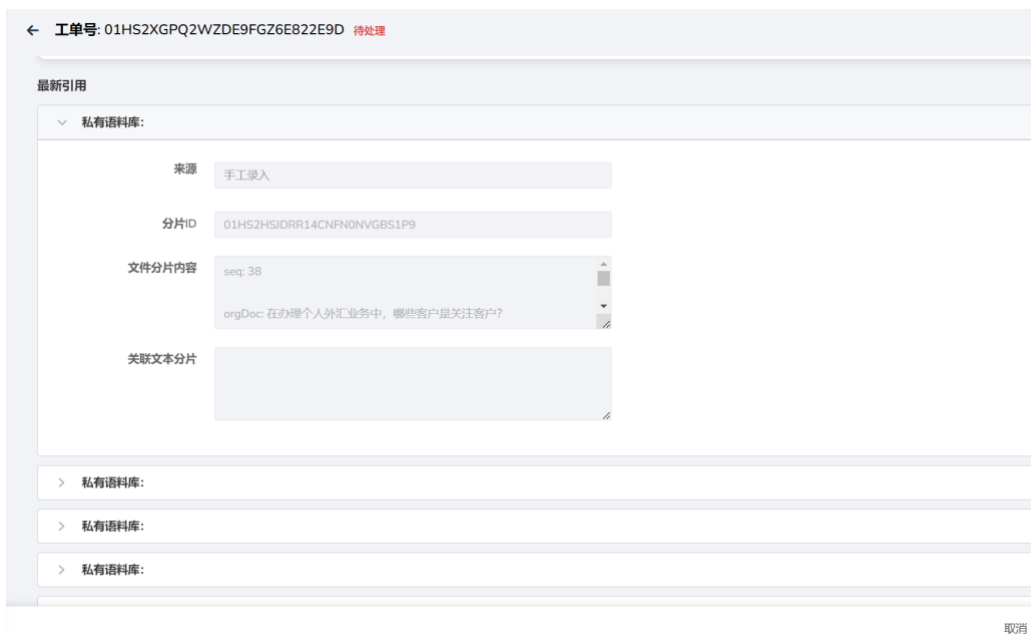 ← 工单号: 01HS2XGPQ2WZDE9FGZ6E822E9D 待处理
最新引用
私有语料库:
来源 手工录入
分片ID 01HS2HSJDRR14CNFN0NVGBS1P9
文件分片内容 seq: 38
orgDoc: 在办理个人外汇业务中，哪些客户是关注客户?
关联文本分片
私有语料库:
私有语料库:
私有语料库:
取消